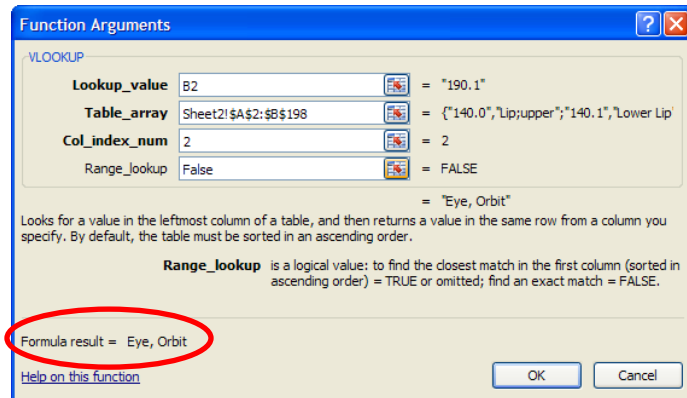 Function Arguments
VLOOKUP
Lookup_value B2 = "190.1"
Table_array Sheet2!$A$2:$B$198 = {"140.0","Lip;upper";"140.1","Lower Lip"
Col_index_num 2 = 2
Range_lookup False = FALSE
= "Eye, Orbit"
Looks for a value in the leftmost column of a table, and then returns a value in the same row from a column you
specify. By default, the table must be sorted in an ascending order.
Range_lookup is a logical value: to find the closest match in the first column (sorted in
ascending order) = TRUE or omitted; find an exact match = FALSE.
Formula result = Eye, Orbit
Help on this function OK Cancel